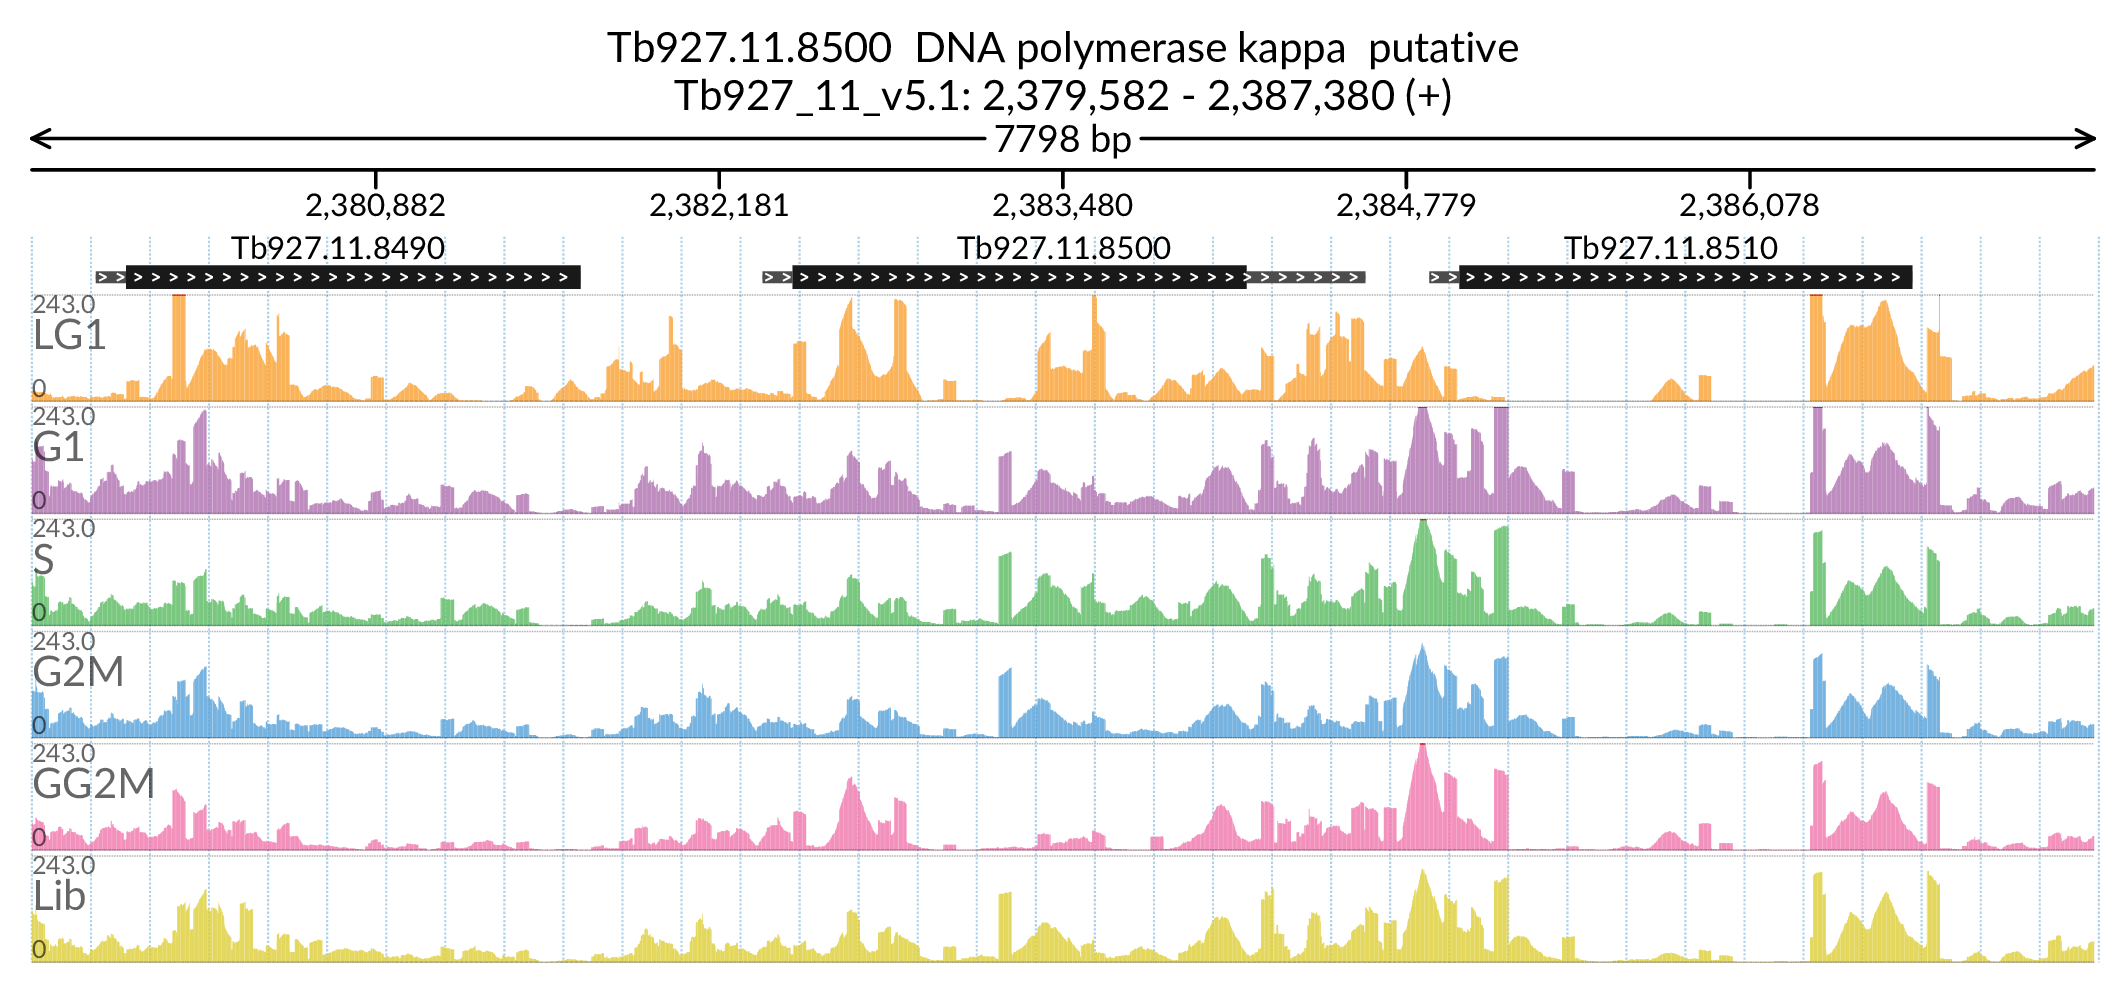 Tb927.11.8500 DNA polymerase kappa putative
Tb927_11_v5.1: 2,379,582 - 2,387,380 (+)
7798 bp
2,380,882 2,382,181 2,383,480 2,384,779 2,386,078
Tb927.11.8490 Tb927.11.8500 Tb927.11.8510
243.0
LG1
0
243.0
G1
0
243.0
S
0
243.0
G2M
0
243.0
GG2M
0
243.0
Lib
0